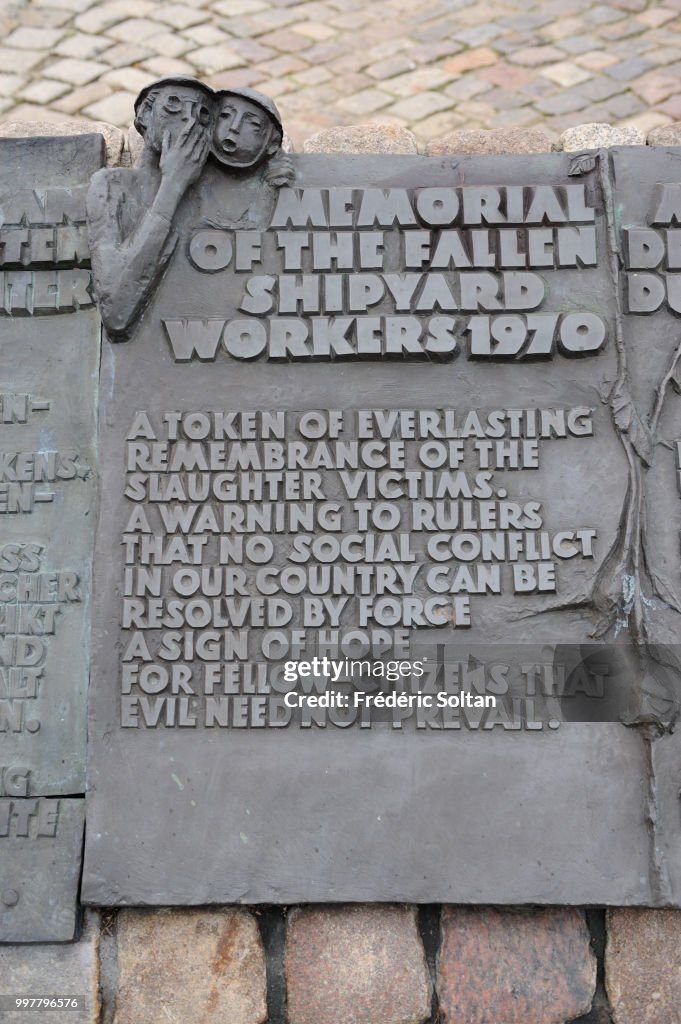 MEMORIAL
OF THE FALLEN
SHIPYARD
WORKERS 1970
A TOKEN OF EVERLASTING
REMEMBRANCE OF THE
SLAUGHTER VICTIMS.
A WARNING TO RULERS
THAT NO SOCIAL CONFLICT
IN OUR COUNTRY CAN BE
RESOLVED BY FORCE
A SIGN OF HOPE
FOR FELLOW CITIZENS THAT
EVIL NEED NOT PREVAIL.
gettyimages®
Frédéric Soltan
997796576